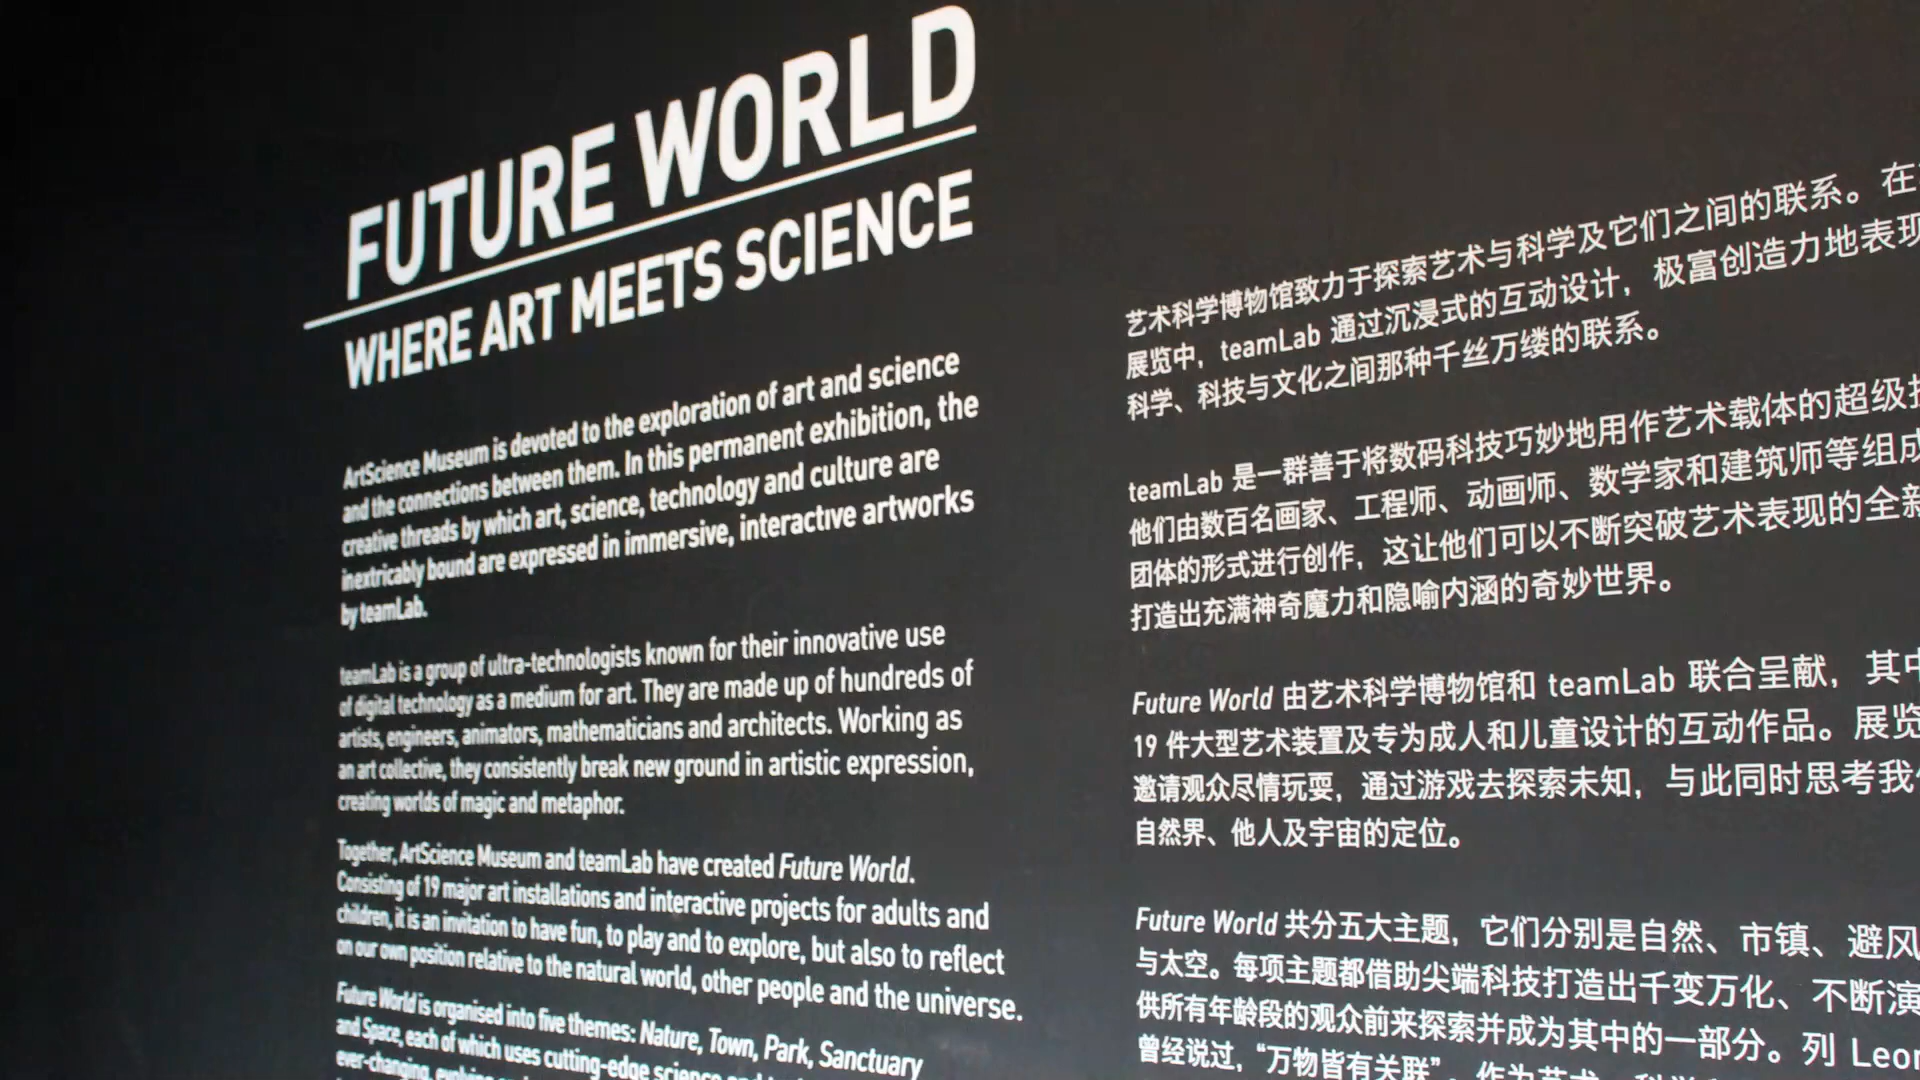 FUTURE WORLD
WHERE ART MEETS SCIENCE
ArtScience Museum is devoted to the exploration of art and science
and the connections between them. In this permanent exhibition, the
creative threads by which art, science, technology and culture are
inextricably bound are expressed in immersive, interactive artworks
by teamLab.
teamLab is a group of ultra-technologists known for their innovative use
of digital technology as a medium for art. They are made up of hundreds of
artists, engineers, animators, mathematicians and architects. Working as
an art collective, they consistently break new ground in artistic expression,
creating worlds of magic and metaphor.
Together, ArtScience Museum and teamLab have created Future World.
Consisting of 19 major art installations and interactive projects for adults and
children, it is an invitation to have fun, to play and to explore, but also to reflect
on our own position relative to the natural world, other people and the universe.
Future World is organised into five themes: Nature, Town, Park, Sanctuary
and Space, each of which uses cutting-edge science
ever-changing,
艺术科学博物馆致力于探索艺术与科学及它们之间的联系。在
展览中，teamLab 通过沉浸式的互动设计，极富创造力地表现
科学、科技与文化之间那种千丝万缕的联系。
teamLab 是一群善于将数码科技巧妙地用作艺术载体的超级
他们由数百名画家、工程师、动画师、数学家和建筑师等组成
团体的形式进行创作，这让他们可以不断突破艺术表现的全新
打造出充满神奇魔力和隐喻内涵的奇妙世界。
Future World 由艺术科学博物馆和 teamLab 联合呈献，其中
19 件大型艺术装置及专为成人和儿童设计的互动作品。展览
邀请观众尽情玩耍，通过游戏去探索未知，与此同时思考我
自然界、他人及宇宙的定位。
Future World 共分五大主题，它们分别是自然、市镇、避风
与太空。每项主题都借助尖端科技打造出千变万化、不断演
供所有年龄段的观众前来探索并成为其中的一部分。列
曾经说过，“万物皆有关联”。作为艺术、科学